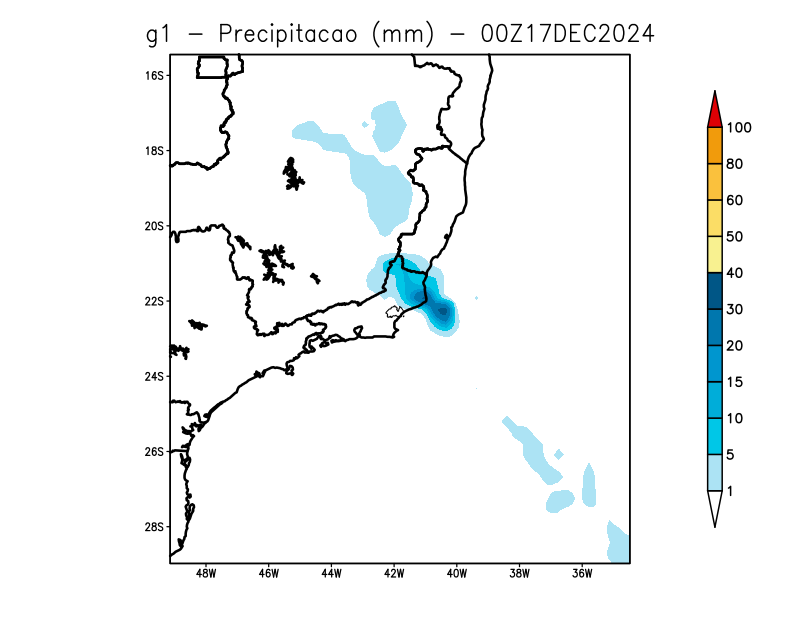 g1 – Precipitacao (mm) – 00Z17DEC2024
16S
18S
20S
22S
24S
26S
28S
48W 46W 44W 42W 40W 38W 36W
100
80
60
50
40
30
20
15
10
5
1